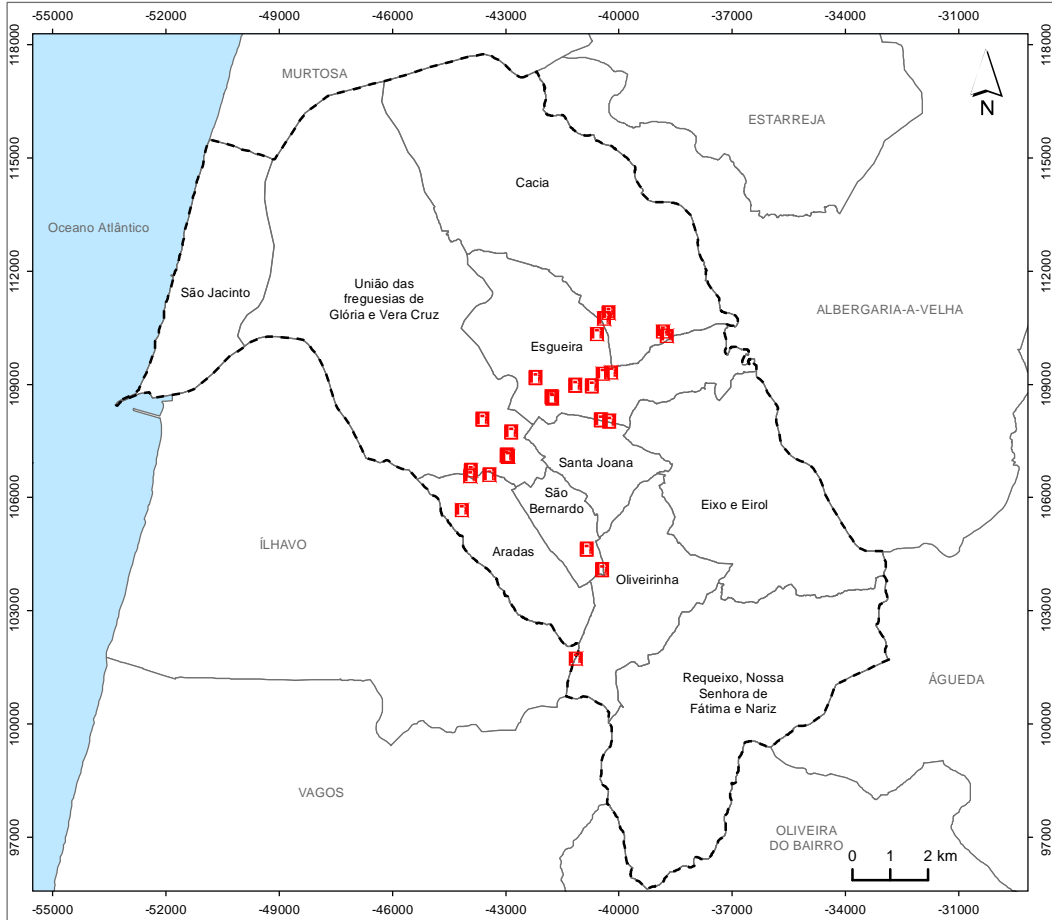 -55000 -52000 -49000 -46000 -43000 -40000 -37000 -34000 -31000
118000 118000
MURTOSA
N
ESTARREJA
115000 115000
Cacia
Oceano Atlântico
112000 112000
São Jacinto
União das
freguesias de
Glória e Vera Cruz
ALBERGARIA-A-VELHA
Esgueira
109000 109000
Santa Joana
São
Bernardo
Eixo e Eirol
106000 106000
ÍLHAVO
Aradas
Oliveirinha
103000 103000
Requeixo, Nossa
Senhora de
Fátima e Nariz
ÁGUEDA
100000 100000
VAGOS
OLIVEIRA
DO BAIRRO
97000 97000
0 1 2 km
-55000 -52000 -49000 -46000 -43000 -40000 -37000 -34000 -31000